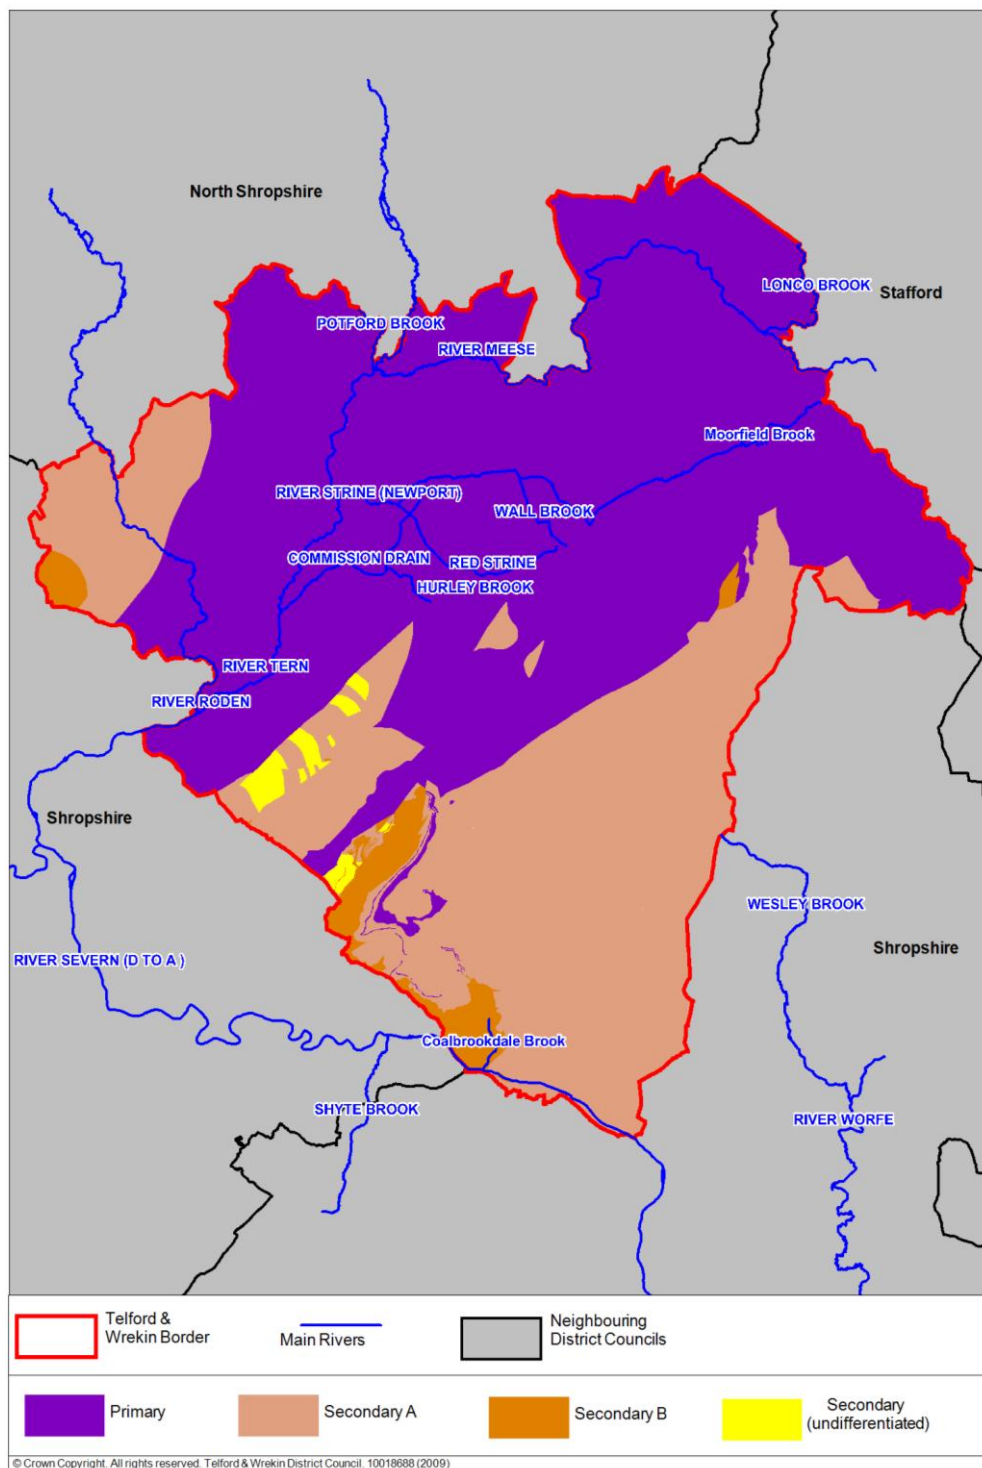 North Shropshire
LONCO BROOK
Stafford
POTFORD BROOK
RIVER MEESE
Moorfield Brook
RIVER STRINE (NEWPORT)
WALL BROOK
COMMISSION DRAIN
RED STRINE
HURLEY BROOK
RIVER TERN
RIVER RODEN
Shropshire
WESLEY BROOK
Shropshire
RIVER SEVERN (D TO A )
Coalbrookdale Brook
SHYTE BROOK
RIVER WORFE
Telford &
Wrekin Border
Main Rivers
Neighbouring
District Councils
Primary
Secondary A
Secondary B
Secondary
(undifferentiated)
© Crown Copyright. All rights reserved. Telford & Wrekin District Council. 10018688 (2009)